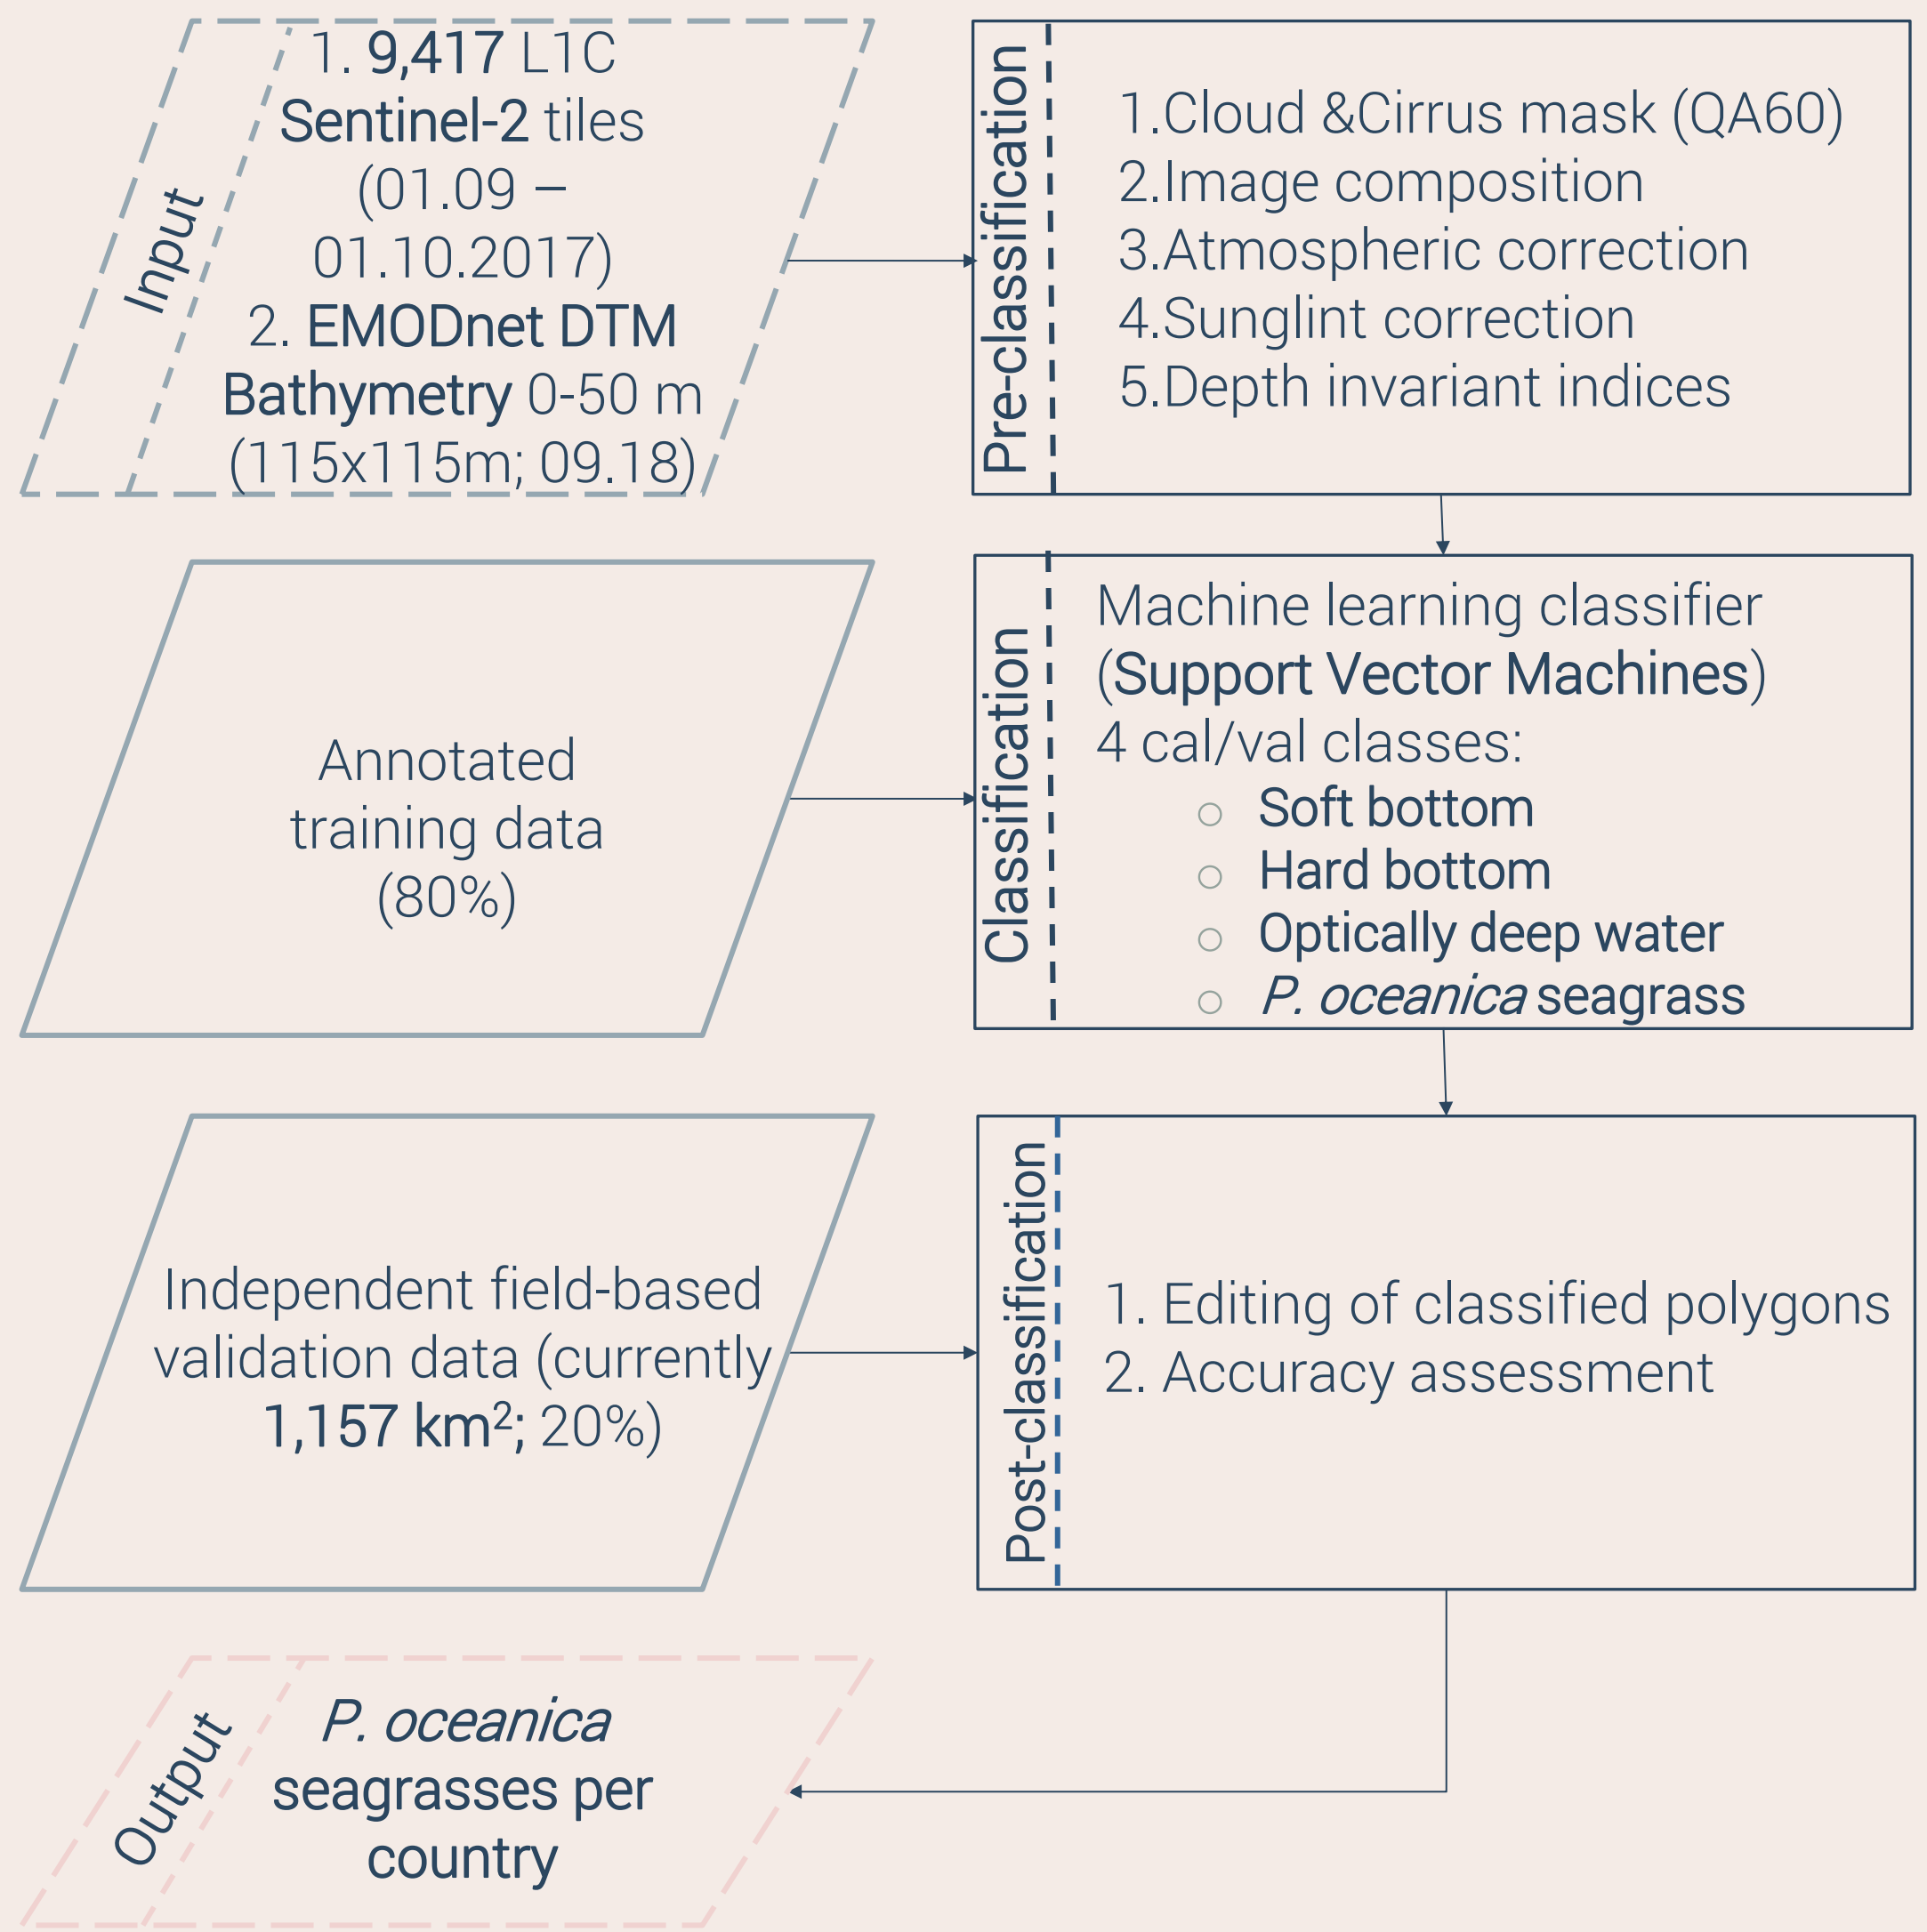 Input
1. 9,417 L1C
Sentinel-2 tiles
(01.09 –
01.10.2017)
2. EMODnet DTM
Bathymetry 0-50 m
(115x115m; 09.18)
Pre-classification
1.Cloud &Cirrus mask (QA60)
2.Image composition
3.Atmospheric correction
4.Sunglint correction
5.Depth invariant indices
Annotated
training data
(80%)
Classification
Machine learning classifier
(Support Vector Machines)
4 cal/val classes:
○ Soft bottom
○ Hard bottom
○ Optically deep water
○ P. oceanica seagrass
Independent field-based
validation data (currently
1,157 km²; 20%)
Post-classification
1. Editing of classified polygons
2. Accuracy assessment
Output
P. oceanica
seagrasses per
country